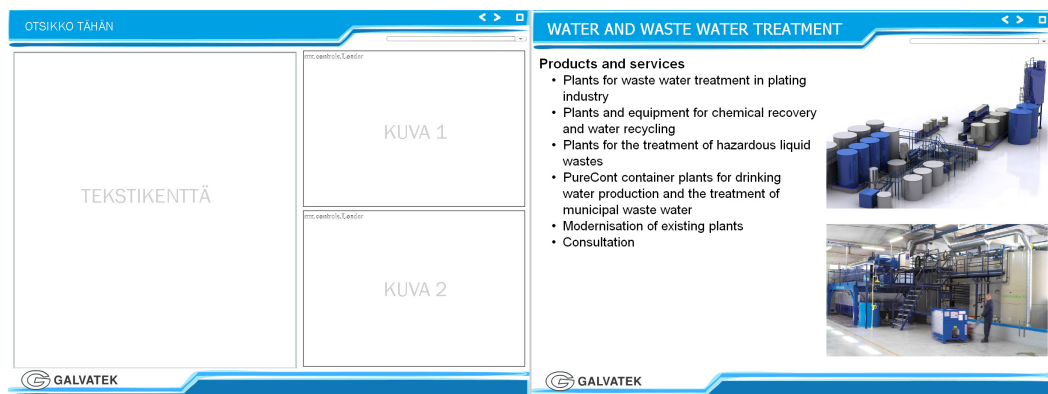 OTSIKKO TÄHÄN
TEKSTIKENTTÄ
mx.controls.Loader
KUVA 1
mx.controls.Loader
KUVA 2
GALVATEK
WATER AND WASTE WATER TREATMENT
Products and services
• Plants for waste water treatment in plating
industry
• Plants and equipment for chemical recovery
and water recycling
• Plants for the treatment of hazardous liquid
wastes
• PureCont container plants for drinking
water production and the treatment of
municipal waste water
• Modernisation of existing plants
• Consultation
GALVATEK